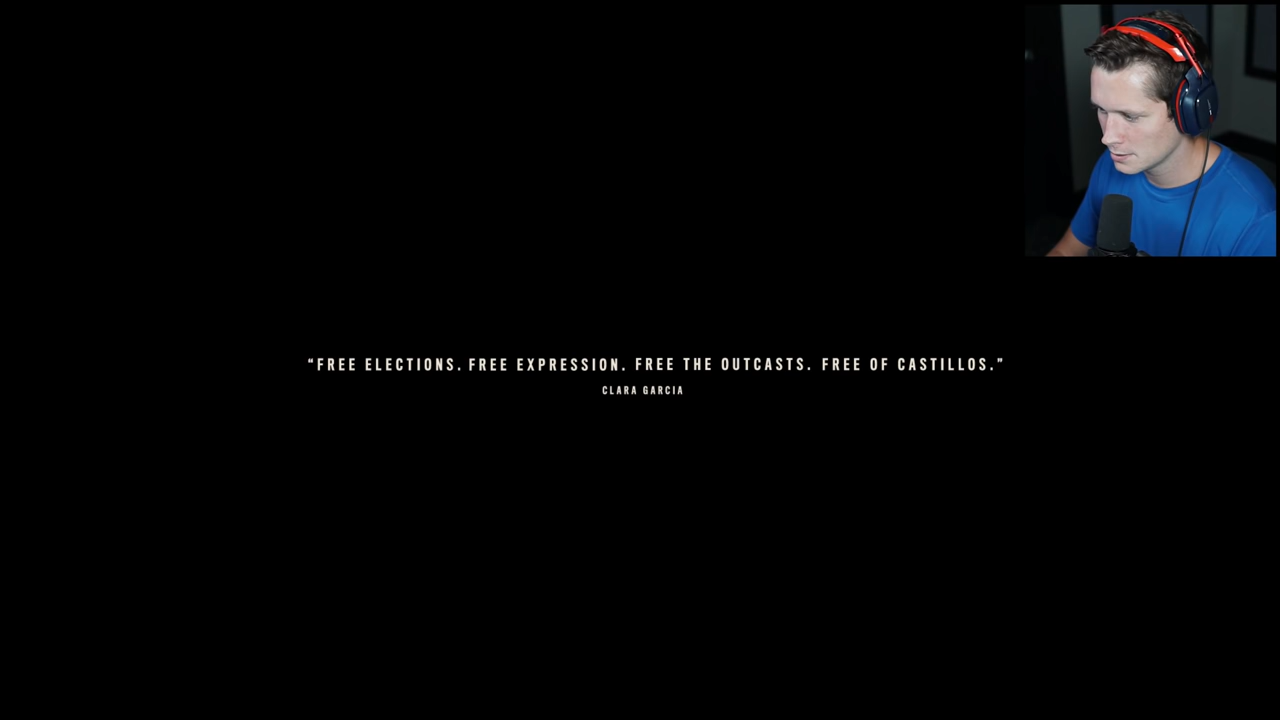 “FREE ELECTIONS. FREE EXPRESSION. FREE THE OUTCASTS. FREE OF CASTILLOS.”
CLARA GARCIA